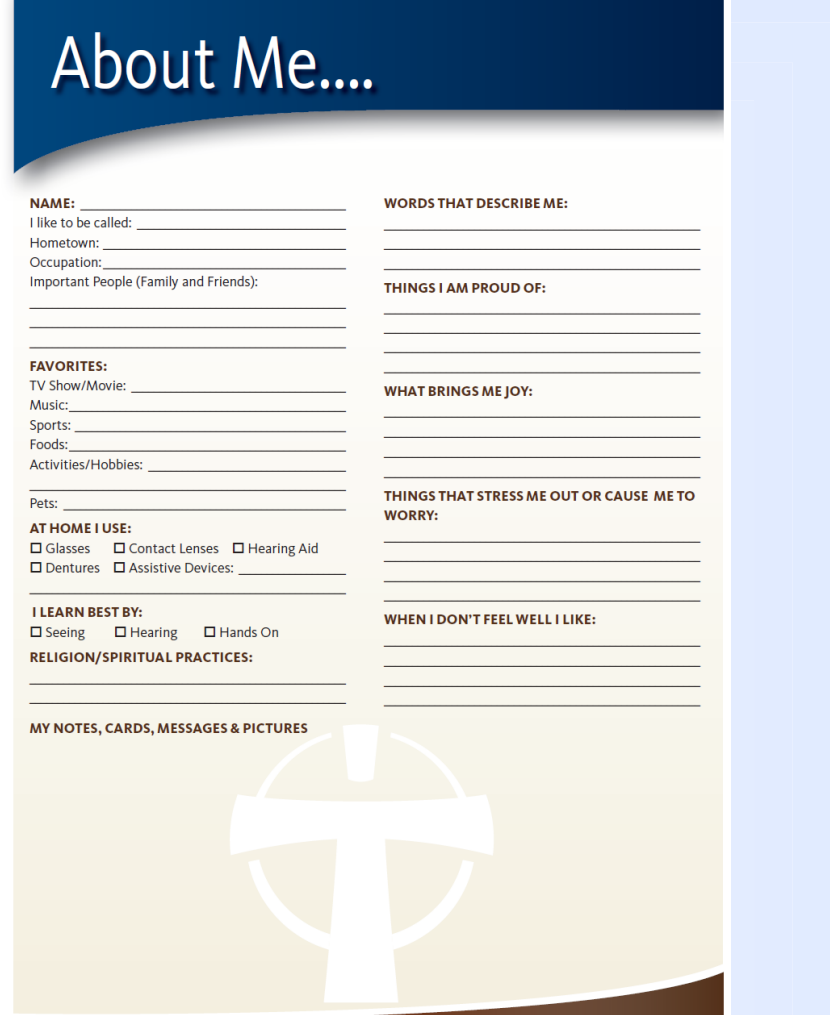 About Me....
NAME:
I like to be called:
Hometown:
Occupation:
Important People (Family and Friends):
FAVORITES:
TV Show/Movie:
Music:
Sports:
Foods:
Activities/Hobbies:
Pets:
AT HOME I USE:
Glasses Contact Lenses Hearing Aid
Dentures Assistive Devices:
I LEARN BEST BY:
Seeing Hearing Hands On
RELIGION/SPIRITUAL PRACTICES:
MY NOTES, CARDS, MESSAGES & PICTURES
WORDS THAT DESCRIBE ME:
THINGS I AM PROUD OF:
WHAT BRINGS ME JOY:
THINGS THAT STRESS ME OUT OR CAUSE ME TO
WORRY:
WHEN I DON'T FEEL WELL I LIKE: